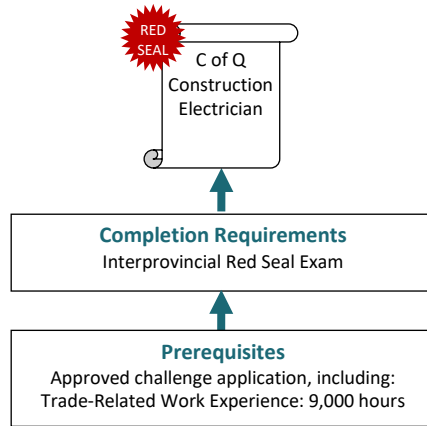 RED
SEAL
C of Q
Construction
Electrician
Completion Requirements
Interprovincial Red Seal Exam
Prerequisites
Approved challenge application, including:
Trade-Related Work Experience: 9,000 hours